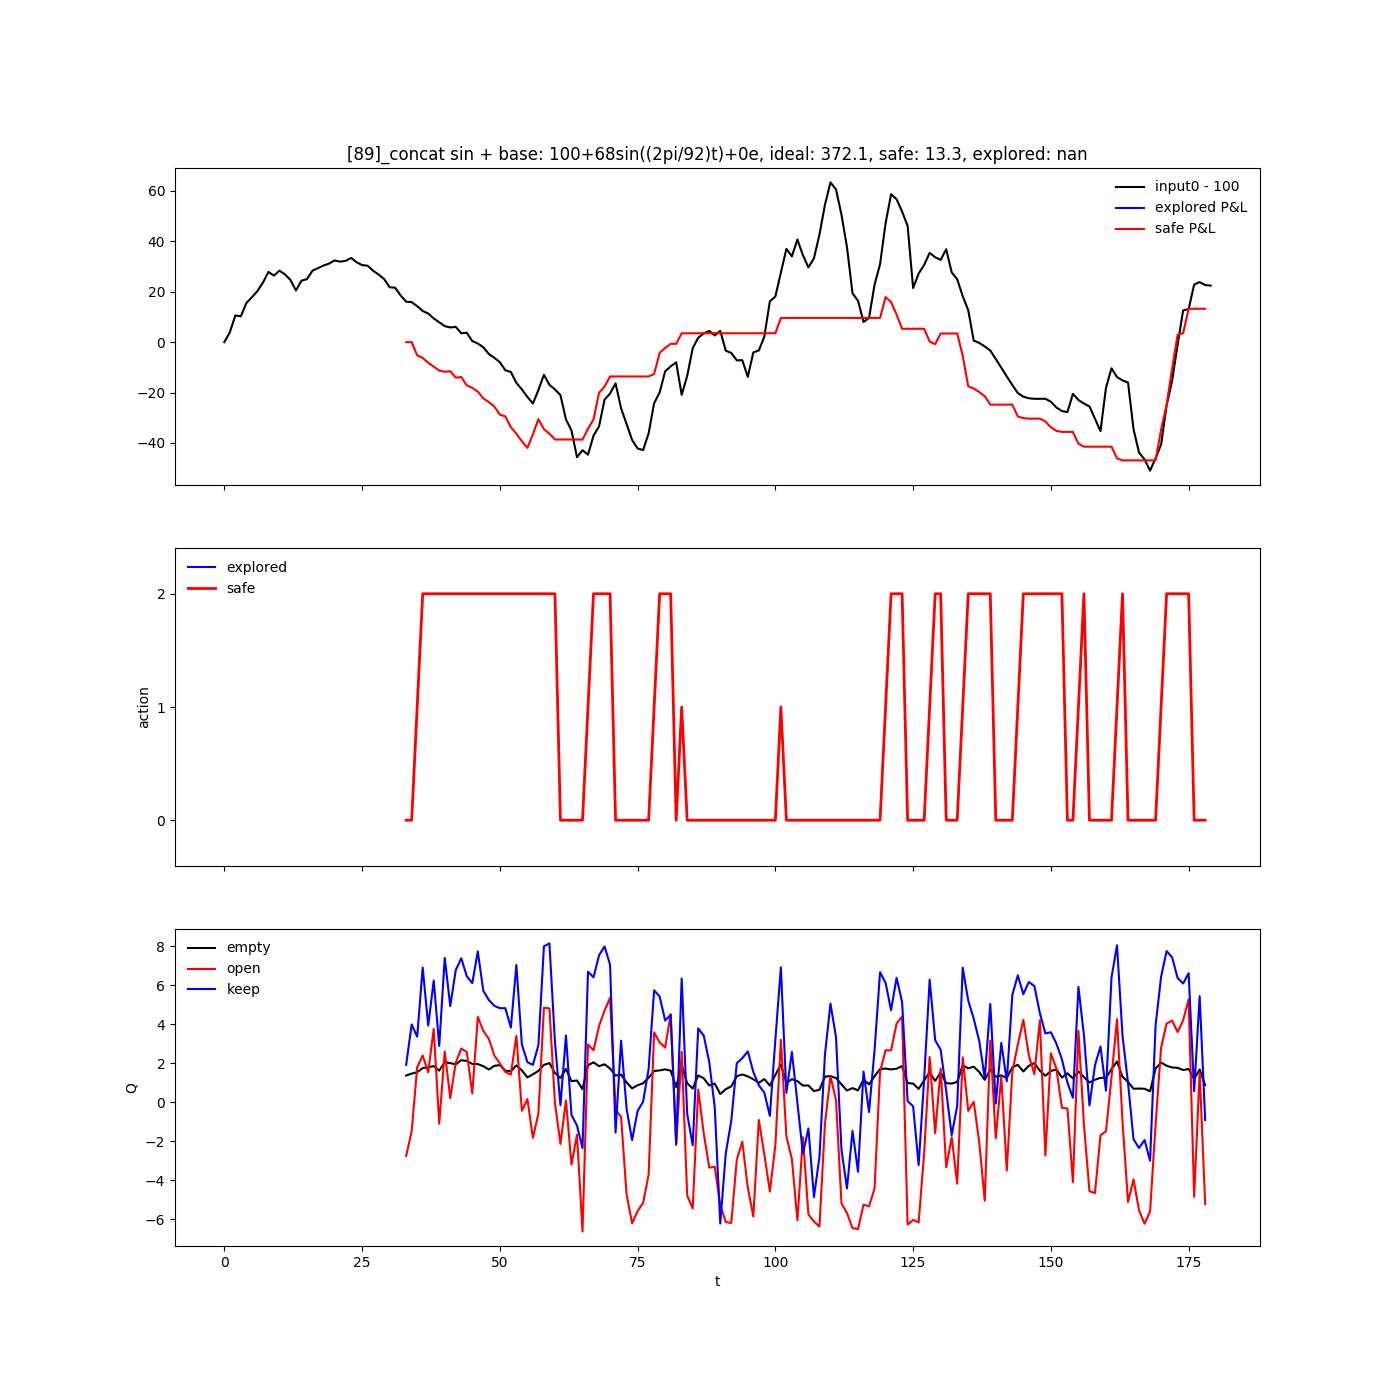 [89]_concat sin + base: 100+68sin((2pi/92)t)+0e, ideal: 372.1, safe: 13.3, explored: nan
60
40
20
0
−20
−40
input0 - 100
explored P&L
safe P&L
2
1
0
action
explored
safe
8
6
4
2
0
−2
−4
−6
Q
empty
open
keep
0 25 50 75 100 125 150 175
t